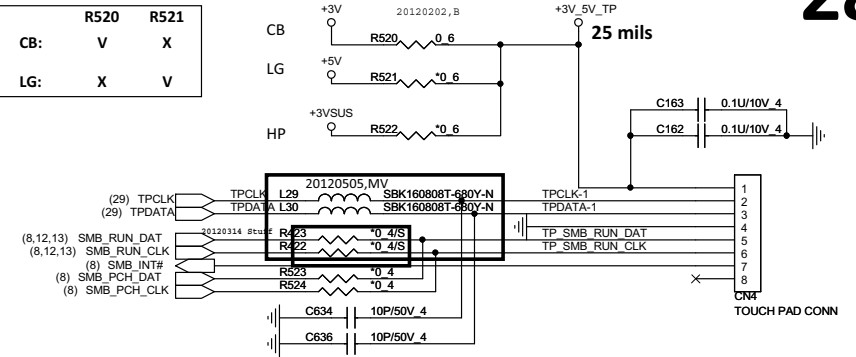 R520 R521
CB: V X
LG: X V
+3V
20120202,B
+3V_5V_TP
CB
R520
0_6
25 mils
+5V
LG
R521
*0_6
+3VSUS
HP
R522
*0_6
C163
0.1U/10V_4
C162
0.1U/10V_4
20120505,MV
(29) TPCLK
TPCLK
L29
SBK160808T-680Y-N
TPCLK-1
(29) TPDATA
TPDATA
L30
SBK160808T-680Y-N
TPDATA-1
20120314 Stuff
(8,12,13) SMB_RUN_DAT
R423
*0_4/S
TP_SMB_RUN_DAT
(8,12,13) SMB_RUN_CLK
R422
*0_4/S
TP_SMB_RUN_CLK
(8) SMB_INT#
(8) SMB_PCH_DAT
R523
*0_4
(8) SMB_PCH_CLK
R524
*0_4
C634
10P/50V_4
C636
10P/50V_4
1
2
3
4
5
6
7
8
CN4
TOUCH PAD CONN